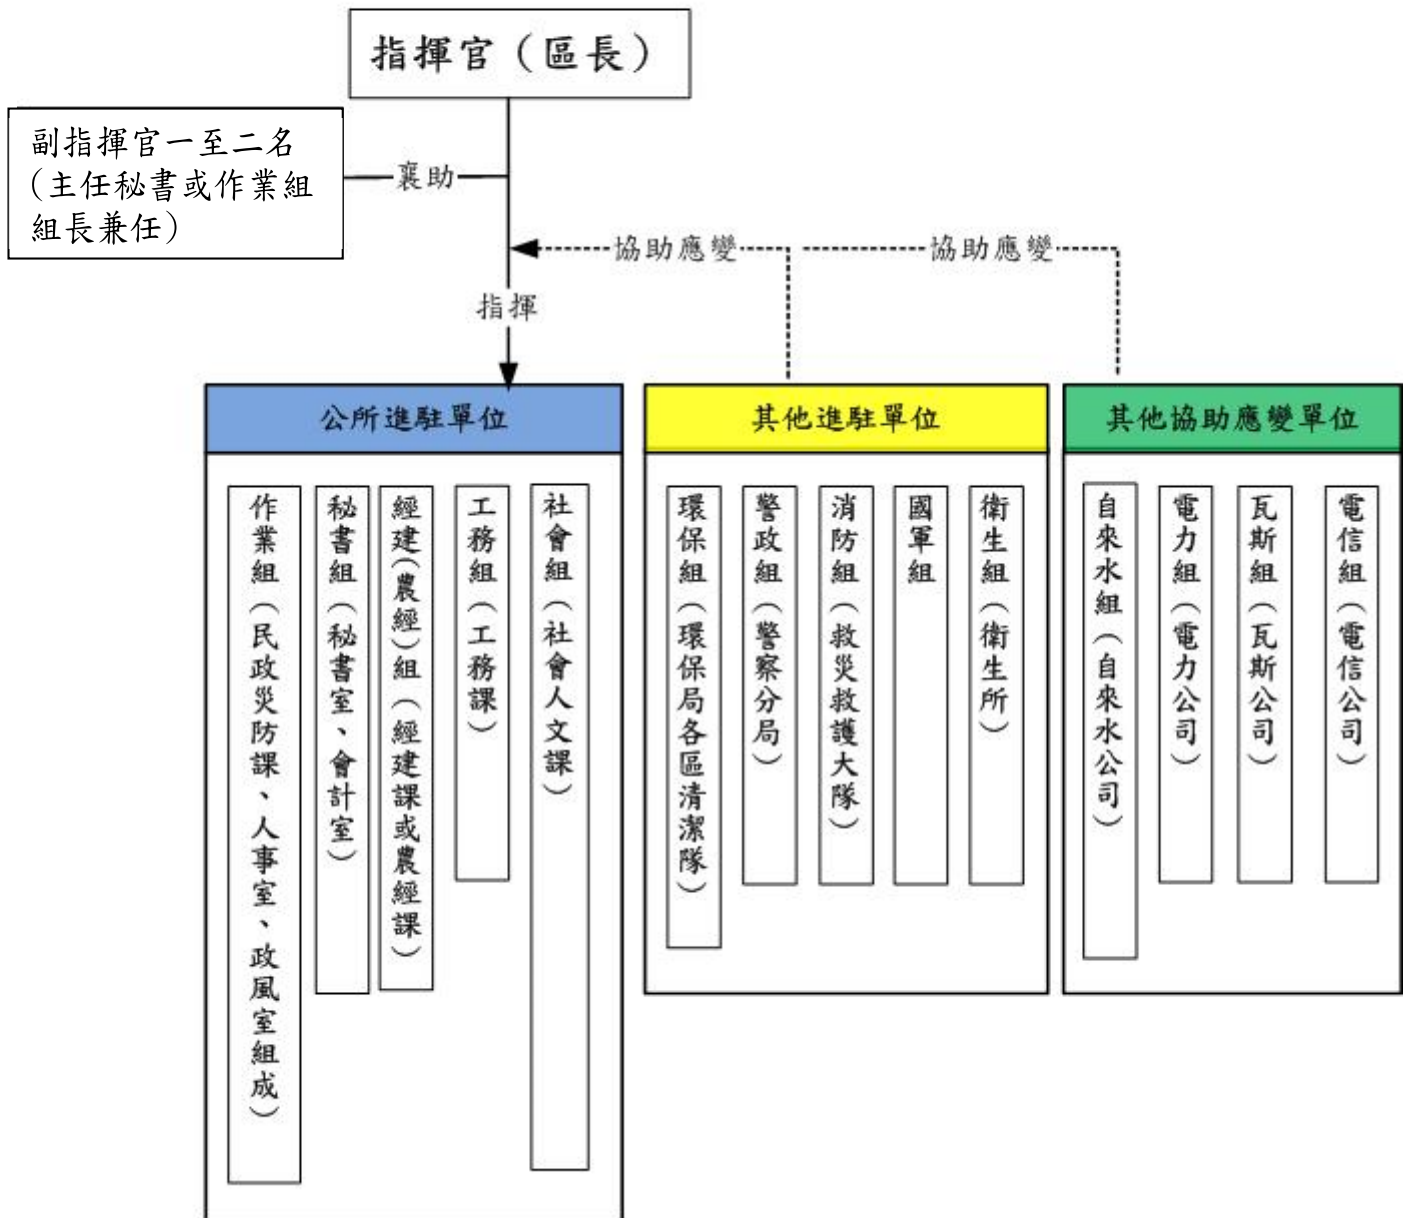 指揮官（區長）
副指揮官一至二名
（主任秘書或作業組
組長兼任）
襄助
協助應變
協助應變
指揮
公所進駐單位
作業組（民政災防課、人事室、政風室組成）
秘書組（秘書室、會計室）
經建（農經）組（經建課或農經課）
工務組（工務課）
社會組（社會人文課）
其他進駐單位
環保組（環保局各區清潔隊）
警政組（警察分局）
消防組（救災救護大隊）
國軍組
衛生組（衛生所）
其他協助應變單位
自來水組（自來水公司）
電力組（電力公司）
瓦斯組（瓦斯公司）
電信組（電信公司）